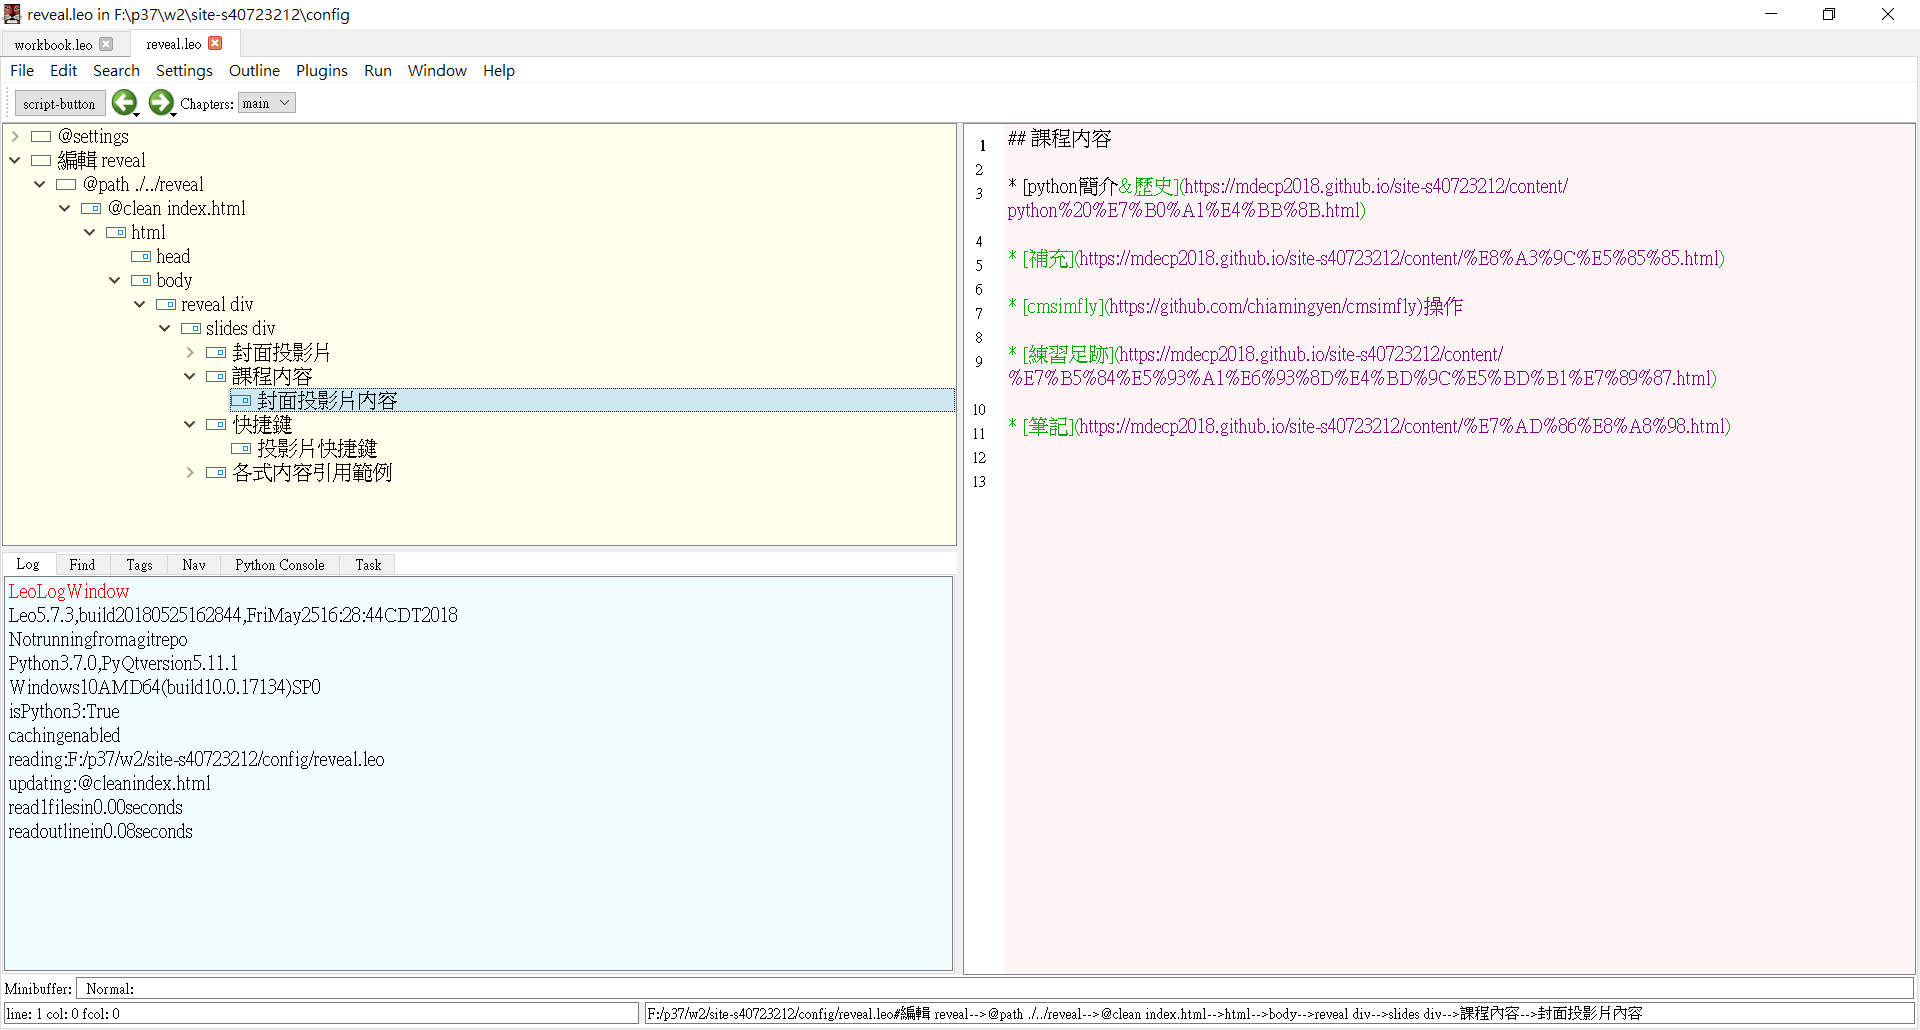 reveal.leo in F:\p37\w2\site-s40723212\config
workbook.leo
reveal.leo
File Edit Search Settings Outline Plugins Run Window Help
script-button Chapters: main
@settings
編輯 reveal
@path ./../reveal
@clean index.html
html
head
body
reveal div
slides div
封面投影片
課程內容
封面投影片內容
快捷鍵
投影片快捷鍵
各式內容引用範例
Log Find Tags Nav Python Console Task
LeoLogWindow
Leo5.7.3,build20180525162844,FriMay2516:28:44CDT2018
Notrunningfromagitrepo
Python3.7.0,PyQtversion5.11.1
Windows10AMD64(build10.0.17134)SP0
isPython3:True
cachingenabled
reading:F:/p37/w2/site-s40723212/config/reveal.leo
updating:@cleanindex.html
read1filesin0.00seconds
readoutlinein0.08seconds
1 ## 課程內容
2
3 * [python簡介&歷史](https://mdecp2018.github.io/site-s40723212/content/
python%20%E7%B0%A1%E4%BB%8B.html)
4
5 * [補充](https://mdecp2018.github.io/site-s40723212/content/%E8%A3%9C%E5%85%85.html)
6
7 * [cmsimfly](https://github.com/chiamingyen/cmsimfly)操作
8
9 * [練習足跡](https://mdecp2018.github.io/site-s40723212/content/
%E7%B5%84%E5%93%A1%E6%93%8D%E4%BD%9C%E5%BD%B1%E7%89%87.html)
10
11 * [筆記](https://mdecp2018.github.io/site-s40723212/content/%E7%AD%86%E8%A8%98.html)
12
13
Minibuffer: Normal:
line: 1 col: 0 fcol: 0
F:/p37/w2/site-s40723212/config/reveal.leo#編輯 reveal-->@path ./../reveal-->@clean index.html-->html-->body-->reveal div-->slides div-->課程內容-->封面投影片內容